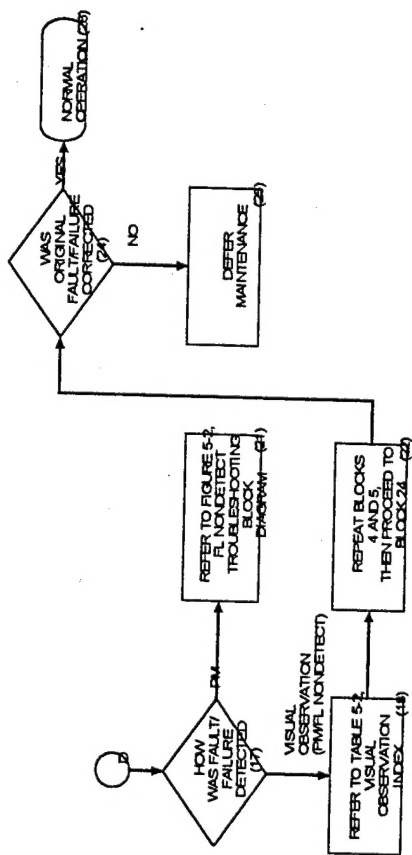 D
HOW
WAS FAULT/
FAILURE
DETECTED
(17)
PM
REFER TO FIGURE 5-2,
FL NONDETECT
TROUBLESHOOTING
BLOCK
DIAGRAM (21)
VISUAL
OBSERVATION
(PM/FL NONDETECT)
REFER TO TABLE 5-2,
VISUAL
OBSERVATION
INDEX (18)
REPEAT BLOCKS
4 AND 5,
THEN PROCEED TO
BLOCK 24 (22)
WAS
ORIGINAL
FAULT/FAILURE
CORRECTED
(24)
YES
NORMAL
OPERATION
NO
DEFER
MAINTENANCE
(25)